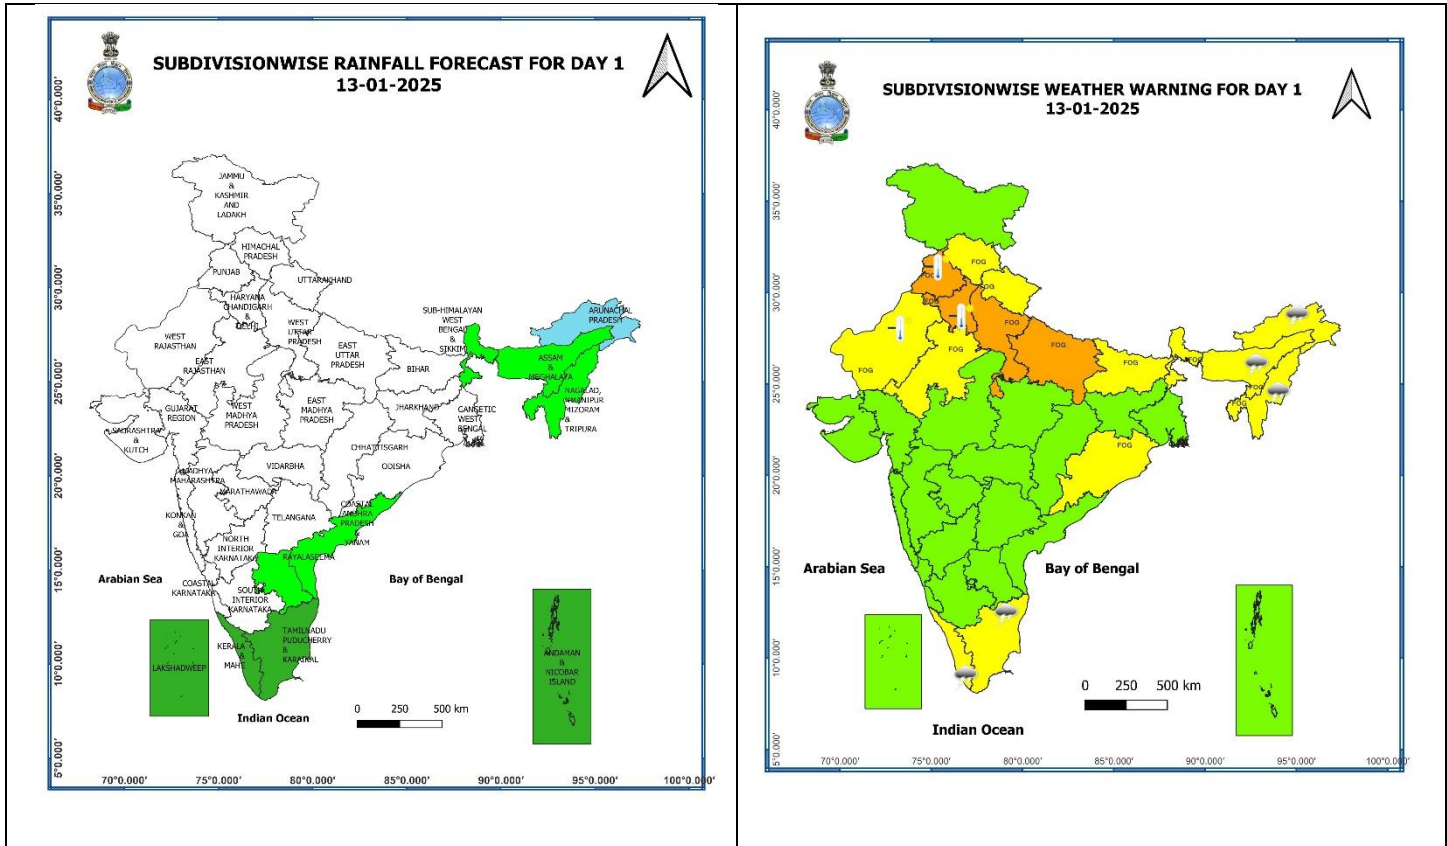 SUBDIVISIONWISE RAINFALL FORECAST FOR DAY 1
13-01-2025
40°0.000'
35°0.000'
30°0.000'
25°0.000'
20°0.000'
15°0.000'
10°0.000'
5°0.000'
JAMMU
&
KASHMIR
AND
LADAKH
HIMACHAL
PRADESH
PUNJAB
UTTARAKHAND
HARYANA
CHANDIGARH
&
DELHI
WEST
RAJASTHAN
WEST
UTTAR
PRADESH
EAST
UTTAR
PRADESH
EAST
RAJASTHAN
SUB-HIMALAYAN
WEST
BENGAL
&
SIKKIM
ARUNACHAL
PRADESH
ASSAM
&
MEGHALAYA
BIHAR
NAGALAD,
MANIPUR
MIZORAM
&
TRIPURA
GUJARAT
REGION
WEST
MADHYA
PRADESH
EAST
MADHYA
PRADESH
JHARKHAND
GANGETIC
WEST
BENGAL
SAURASHTRA
&
KUTCH
CHHATTISGARH
ODISHA
VIDARBHA
MADHYA
MAHARASHTRA
MARATHAWADA
KONKAN
&
GOA
TELANGANA
COASTAL
ANDHRA
PRADESH
&
YANAM
NORTH
INTERIOR
KARNATAKA
RAYALASEEMA
COASTAL
KARNATAKA
SOUTH
INTERIOR
KARNATAKA
Arabian Sea
Bay of Bengal
LAKSHADWEEP
KERALA
&
MAHE
TAMILNADU
PUDUCHERRY
&
KARAIKAL
ANDAMAN
&
NICOBAR
ISLAND
Indian Ocean
0 250 500 km
70°0.000' 75°0.000' 80°0.000' 85°0.000' 90°0.000' 95°0.000' 100°0.000'
SUBDIVISIONWISE WEATHER WARNING FOR DAY 1
13-01-2025
40°0.000'
35°0.000'
30°0.000'
25°0.000'
20°0.000'
15°0.000'
10°0.000'
5°0.000'
FOG
FOG
FOG
FOG
FOG
FOG
FOG
FOG
FOG
FOG
FOG
FOG
FOG
Arabian Sea
Bay of Bengal
0 250 500 km
Indian Ocean
70°0.000' 75°0.000' 80°0.000' 85°0.000' 90°0.000' 95°0.000' 100°0.000'